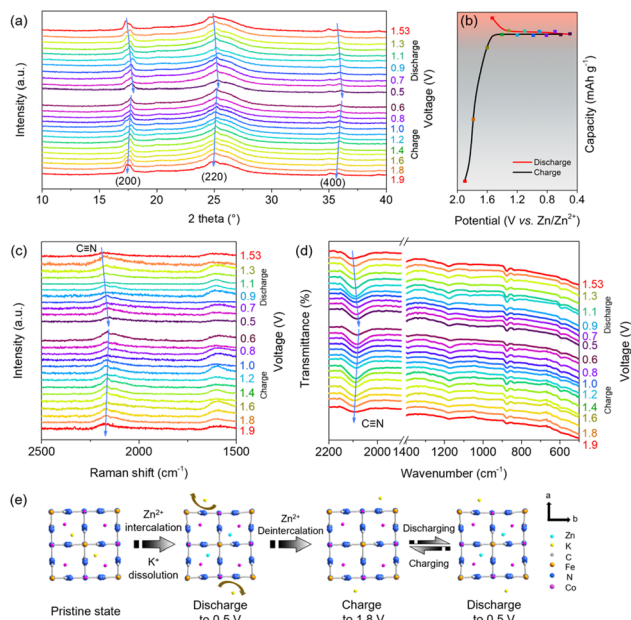 (a)
1.53
1.3
1.1
0.9
0.7
0.5
0.6
0.8
1.0
1.2
1.4
1.6
1.8
1.9
Discharge
Charge
Voltage (V)
Intensity (a.u.)
(200)
(220)
(400)
10 15 20 25 30 35 40
2 theta (°)
(b)
Capacity (mAh g⁻¹)
Discharge
Charge
2.0 1.6 1.2 0.8 0.4
Potential (V vs. Zn/Zn²⁺)
(c)
C≡N
1.53
1.3
1.1
0.9
0.7
0.5
0.6
0.8
1.0
1.2
1.4
1.6
1.8
1.9
Discharge
Charge
Voltage (V)
Intensity (a.u.)
2500 2000 1500
Raman shift (cm⁻¹)
(d)
1.53
1.3
1.1
0.9
0.7
0.5
0.6
0.8
1.0
1.2
1.4
1.6
1.8
1.9
Discharge
Charge
Voltage (V)
Transmittance (%)
C≡N
2200 2000 1400 1200 1000 800 600
Wavenumber (cm⁻¹)
(e)
Zn²⁺
intercalation
K⁺
dissolution
Zn²⁺
Deintercalation
Discharging
Charging
a
b
Zn
K
C
Fe
N
Co
Pristine state
Discharge
to 0.5 V
Charge
to 1.8 V
Discharge
to 0.5 V